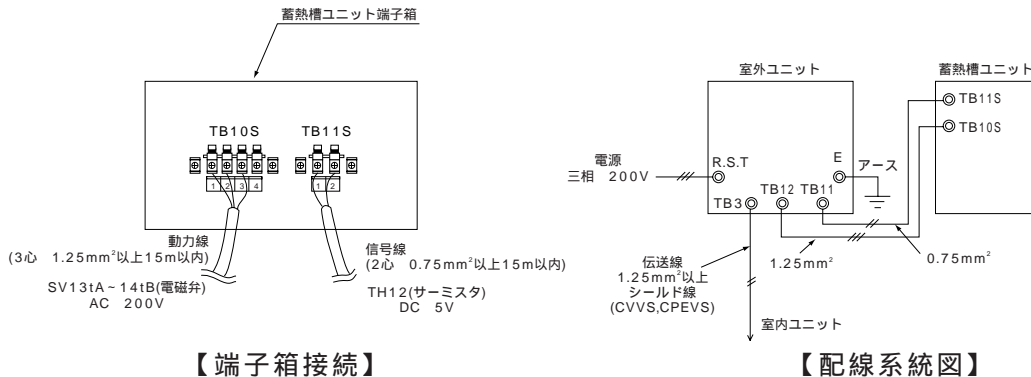 蓄熱槽ユニット端子箱
TB10S TB11S
1 2 3 4 1 2
動力線
(3心 1.25mm²以上15m以内)
SV13tA~14tB(電磁弁)
AC 200V
信号線
(2心 0.75mm²以上15m以内)
TH12(サーミスタ)
DC 5V
【端子箱接続】
室外ユニット
蓄熱槽ユニット
TB11S
TB10S
電源
三相 200V
R.S.T
E
アース
TB3
TB12
TB11
伝送線
1.25mm²以上
シールド線
(CVVS,CPEVS)
1.25mm²
0.75mm²
室内ユニット
【配線系統図】